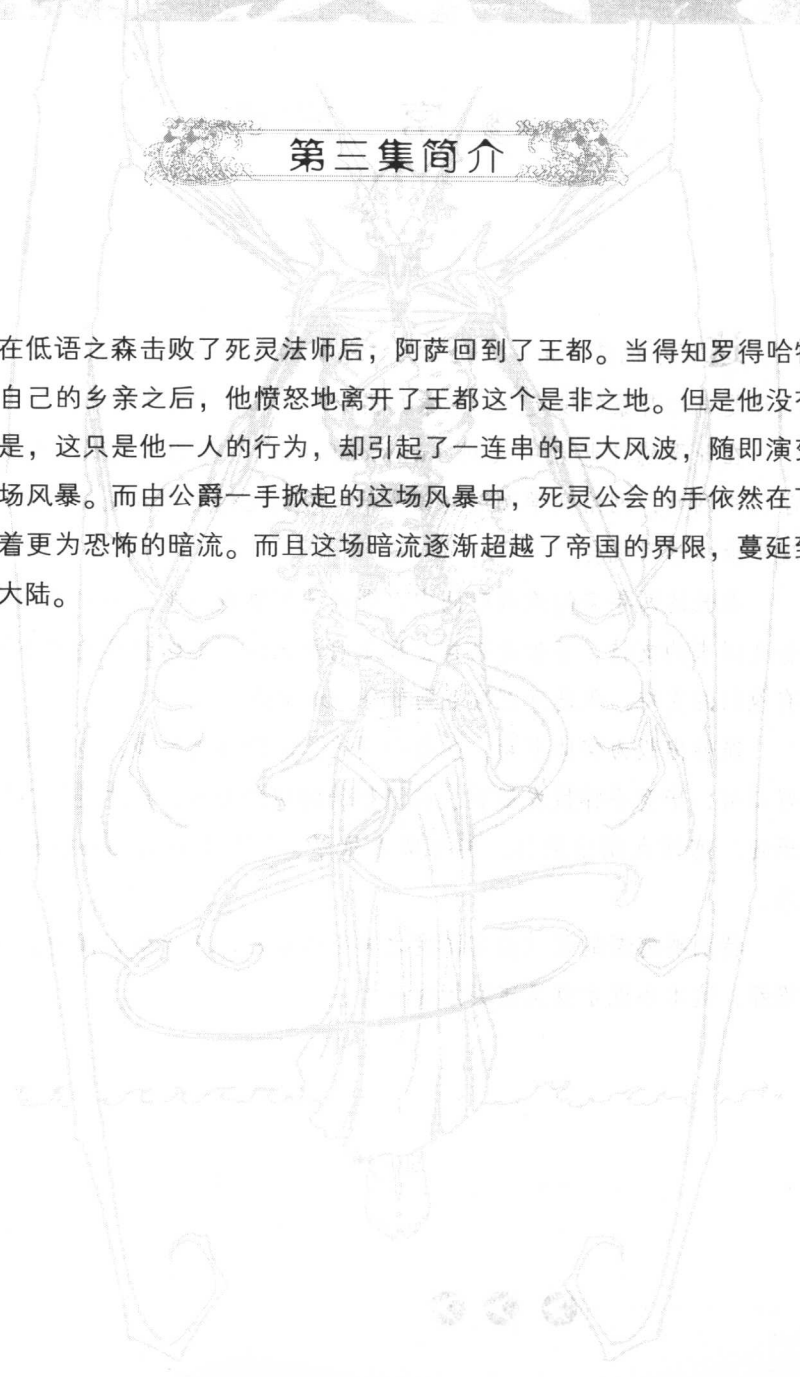 第三集简介
在低语之森击败了死灵法师后，阿萨回到了王都。当得知罗得哈
自己的乡亲之后，他愤怒地离开了王都这个是非之地。但是他没
是，这只是他一人的行为，却引起了一连串的巨大风波，随即演
场风暴。而由公爵一手掀起的这场风暴中，死灵公会的手依然在
着更为恐怖的暗流。而且这场暗流逐渐超越了帝国的界限，蔓延
大陆。